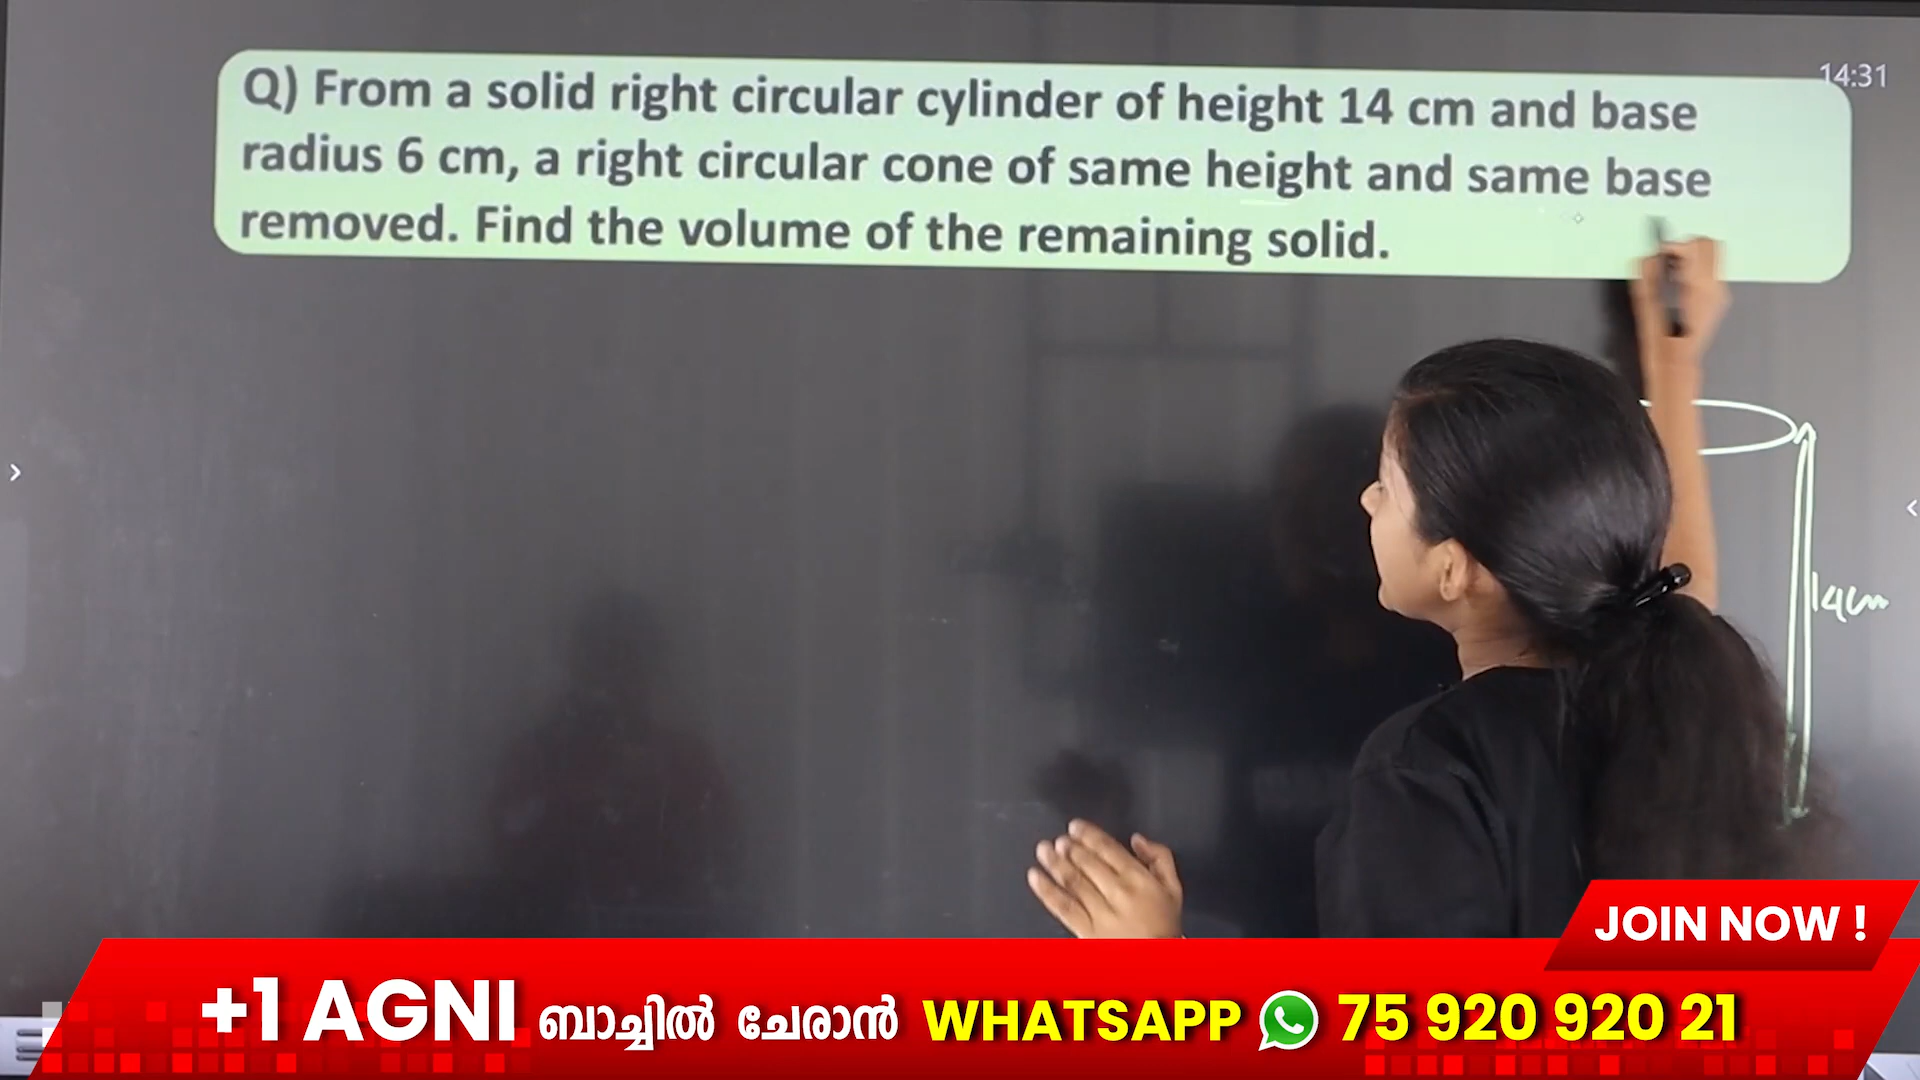 14:31
Q) From a solid right circular cylinder of height 14 cm and base
radius 6 cm, a right circular cone of same height and same base
removed. Find the volume of the remaining solid.
14cm
JOIN NOW !
+1 AGNI ബാച്ചിൽ ചേരാൻ WHATSAPP 75 920 920 21